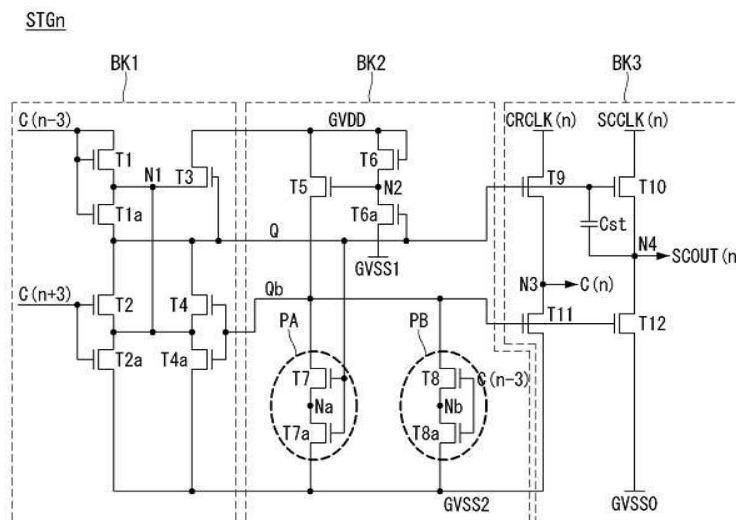 STGn
BK1 BK2 BK3
C(n-3) GVDD CRCLK(n) SCCLK(n)
T1 N1 T3 T5 T6 N2 T9 T10
T1a T6a Cst
Q GVSS1 N4 SCOUT(n
C(n+3) Qb N3 C(n)
T2 T4 PA PB T11 T12
T2a T4a T7 T8 C(n-3)
Na Nb
T7a T8a
GVSS2 GVSS0